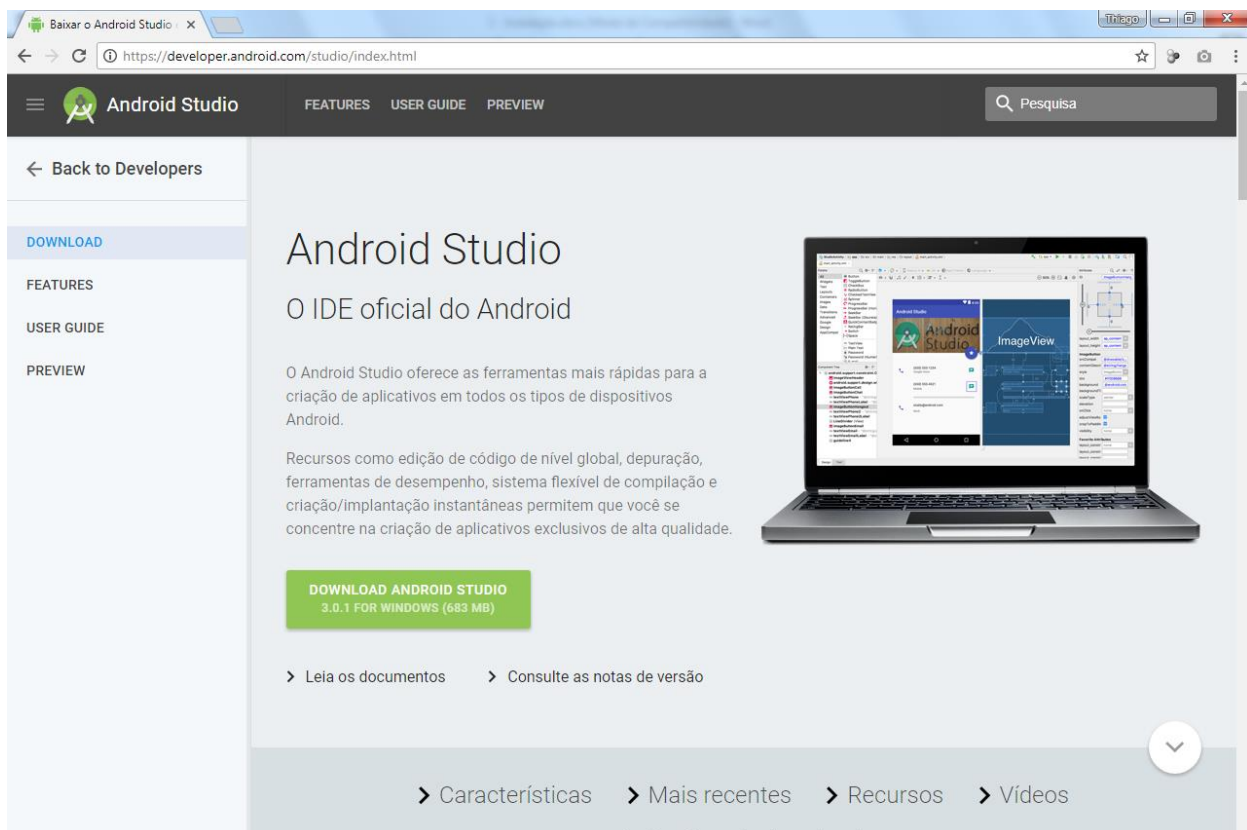 Baixar o Android Studio
Thiago
https://developer.android.com/studio/index.html
Android Studio
FEATURES USER GUIDE PREVIEW
Pesquisa
Back to Developers
DOWNLOAD
FEATURES
USER GUIDE
PREVIEW
Android Studio
O IDE oficial do Android
O Android Studio oferece as ferramentas mais rápidas para a
criação de aplicativos em todos os tipos de dispositivos
Android.
Recursos como edição de código de nível global, depuração,
ferramentas de desempenho, sistema flexível de compilação e
criação/implantação instantâneas permitem que você se
concentre na criação de aplicativos exclusivos de alta qualidade.
DOWNLOAD ANDROID STUDIO
3.0.1 FOR WINDOWS (683 MB)
Leia os documentos
Consulte as notas de versão
Android Studio
Android
Studio
ImageView
Características
Mais recentes
Recursos
Vídeos